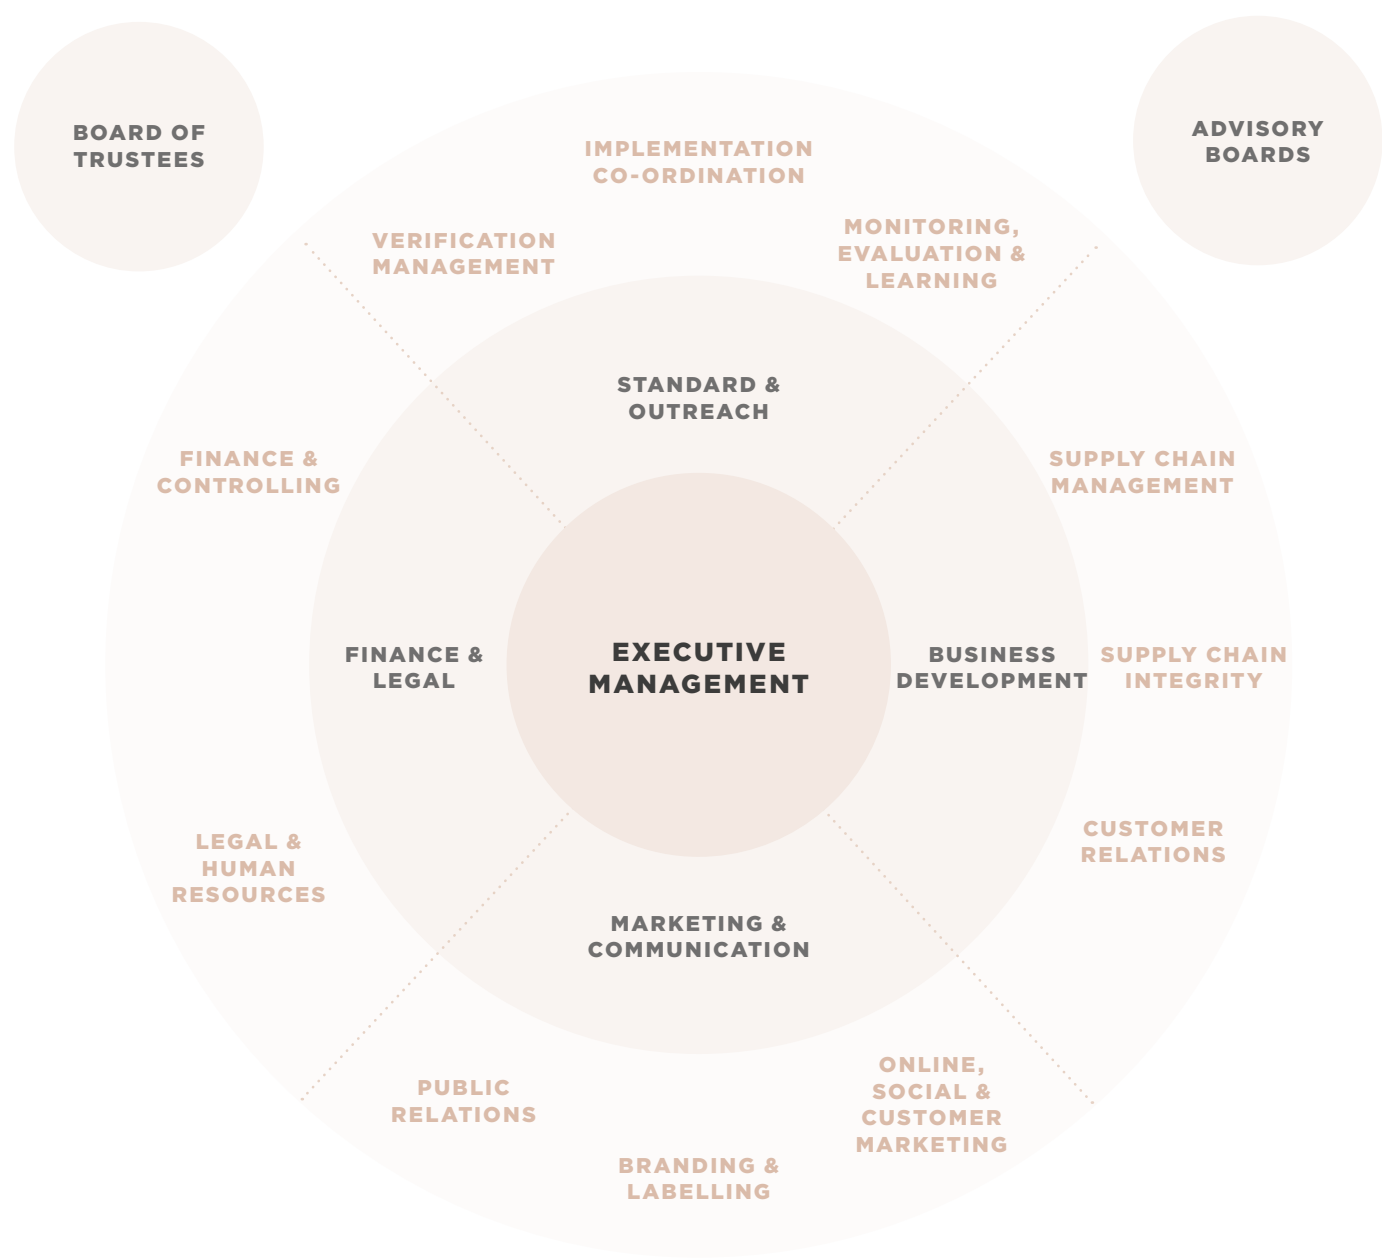 BOARD OF
TRUSTEES
ADVISORY
BOARDS
IMPLEMENTATION
CO-ORDINATION
VERIFICATION
MANAGEMENT
MONITORING,
EVALUATION &
LEARNING
STANDARD &
OUTREACH
FINANCE &
CONTROLLING
SUPPLY CHAIN
MANAGEMENT
FINANCE &
LEGAL
EXECUTIVE
MANAGEMENT
BUSINESS
DEVELOPMENT
SUPPLY CHAIN
INTEGRITY
LEGAL &
HUMAN
RESOURCES
CUSTOMER
RELATIONS
MARKETING &
COMMUNICATION
PUBLIC
RELATIONS
ONLINE,
SOCIAL &
CUSTOMER
MARKETING
BRANDING &
LABELLING